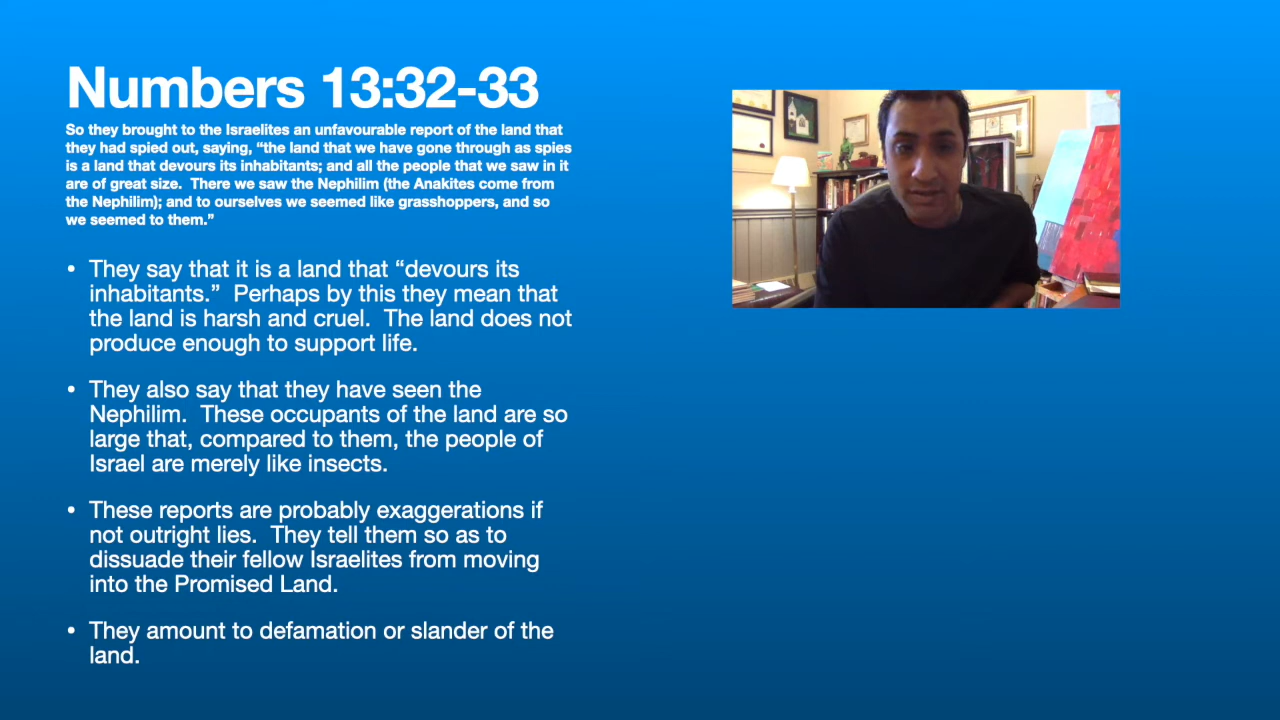 Numbers 13:32-33
So they brought to the Israelites an unfavourable report of the land that
they had spied out, saying, “the land that we have gone through as spies
is a land that devours its inhabitants; and all the people that we saw in it
are of great size.  There we saw the Nephilim (the Anakites come from
the Nephilim); and to ourselves we seemed like grasshoppers, and so
we seemed to them.”
• They say that it is a land that “devours its
inhabitants.”  Perhaps by this they mean that
the land is harsh and cruel.  The land does not
produce enough to support life.
• They also say that they have seen the
Nephilim.  These occupants of the land are so
large that, compared to them, the people of
Israel are merely like insects.
• These reports are probably exaggerations if
not outright lies.  They tell them so as to
dissuade their fellow Israelites from moving
into the Promised Land.
• They amount to defamation or slander of the
land.